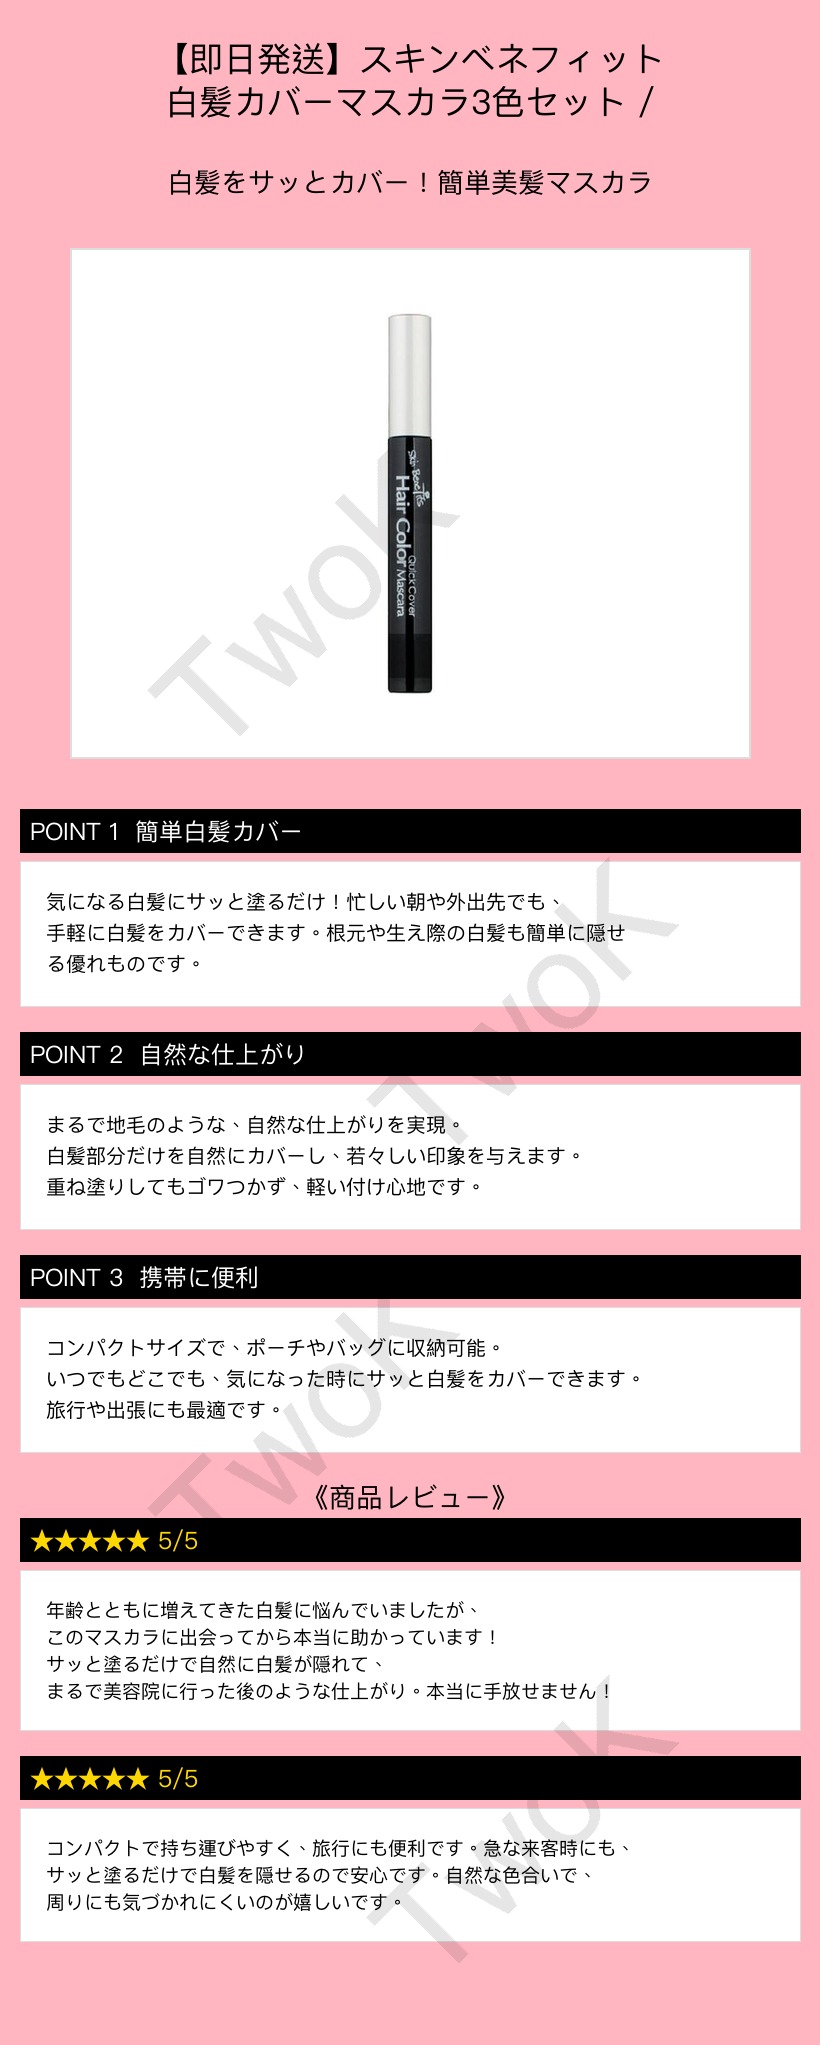 【即日発送】スキンベネフィット
白髪カバーマスカラ3色セット /
白髪をサッとカバー！簡単美髪マスカラ
Skin Benefits
Hair Color
QuickCover
Mascara
TwoK
POINT 1 簡単白髪カバー
気になる白髪にサッと塗るだけ！忙しい朝や外出先でも、
手軽に白髪をカバーできます。根元や生え際の白髪も簡単に隠せ
る優れものです。
TwoK
POINT 2 自然な仕上がり
まるで地毛のような、自然な仕上がりを実現。
白髪部分だけを自然にカバーし、若々しい印象を与えます。
重ね塗りしてもゴワつかず、軽い付け心地です。
POINT 3 携帯に便利
コンパクトサイズで、ポーチやバッグに収納可能。
いつでもどこでも、気になった時にサッと白髪をカバーできます。
旅行や出張にも最適です。
TwoK
《商品レビュー》
★★★★★ 5/5
年齢とともに増えてきた白髪に悩んでいましたが、
このマスカラに出会ってから本当に助かっています！
サッと塗るだけで自然に白髪が隠れて、
まるで美容院に行った後のような仕上がり。本当に手放せません！
★★★★★ 5/5
コンパクトで持ち運びやすく、旅行にも便利です。急な来客時にも、
サッと塗るだけで白髪を隠せるので安心です。自然な色合いで、
周りにも気づかれにくいのが嬉しいです。
TwoK